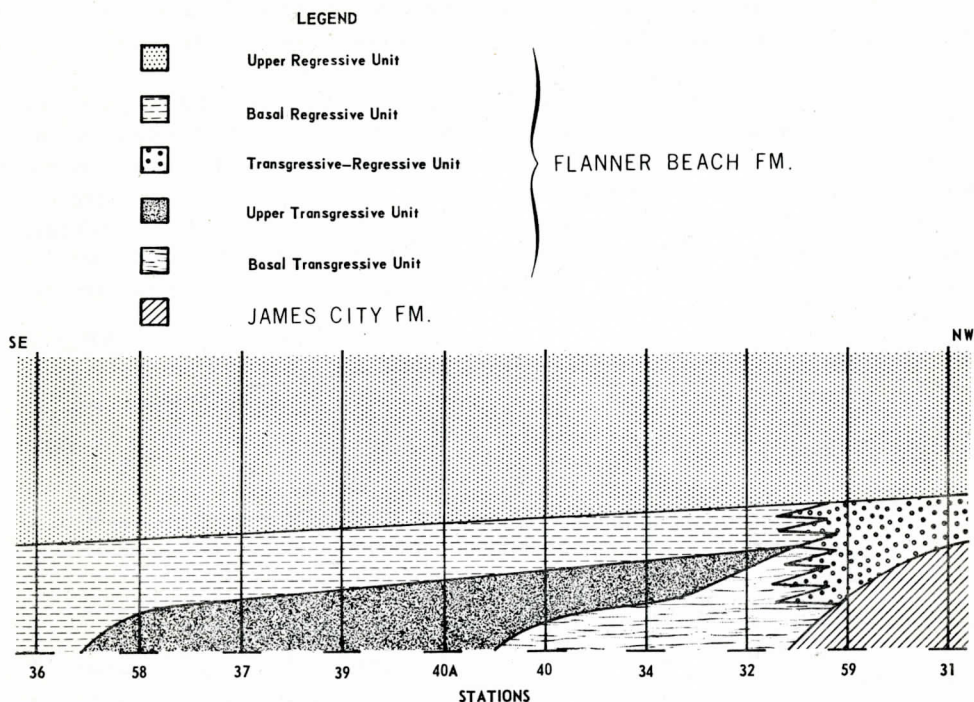 LEGEND
Upper Regressive Unit
Basal Regressive Unit
Transgressive-Regressive Unit
FLANNER BEACH FM.
Upper Transgressive Unit
Basal Transgressive Unit
JAMES CITY FM.
SE
NW
36 58 37 39 40A 40 34 32 59 31
STATIONS